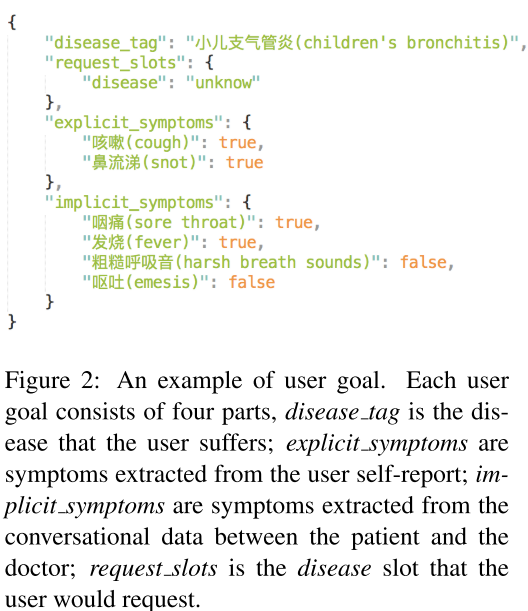 {
"disease_tag": "小儿支气管炎(children's bronchitis)",
"request_slots": {
"disease": "unknow"
},
"explicit_symptoms": {
"咳嗽(cough)": true,
"鼻流涕(snot)": true
},
"implicit_symptoms": {
"咽痛(sore throat)": true,
"发烧(fever)": true,
"粗糙呼吸音(harsh breath sounds)": false,
"呕吐(emesis)": false
}
}
Figure 2: An example of user goal. Each user
goal consists of four parts, disease_tag is the dis-
ease that the user suffers; explicit_symptoms are
symptoms extracted from the user self-report; im-
plicit_symptoms are symptoms extracted from the
conversational data between the patient and the
doctor; request_slots is the disease slot that the
user would request.